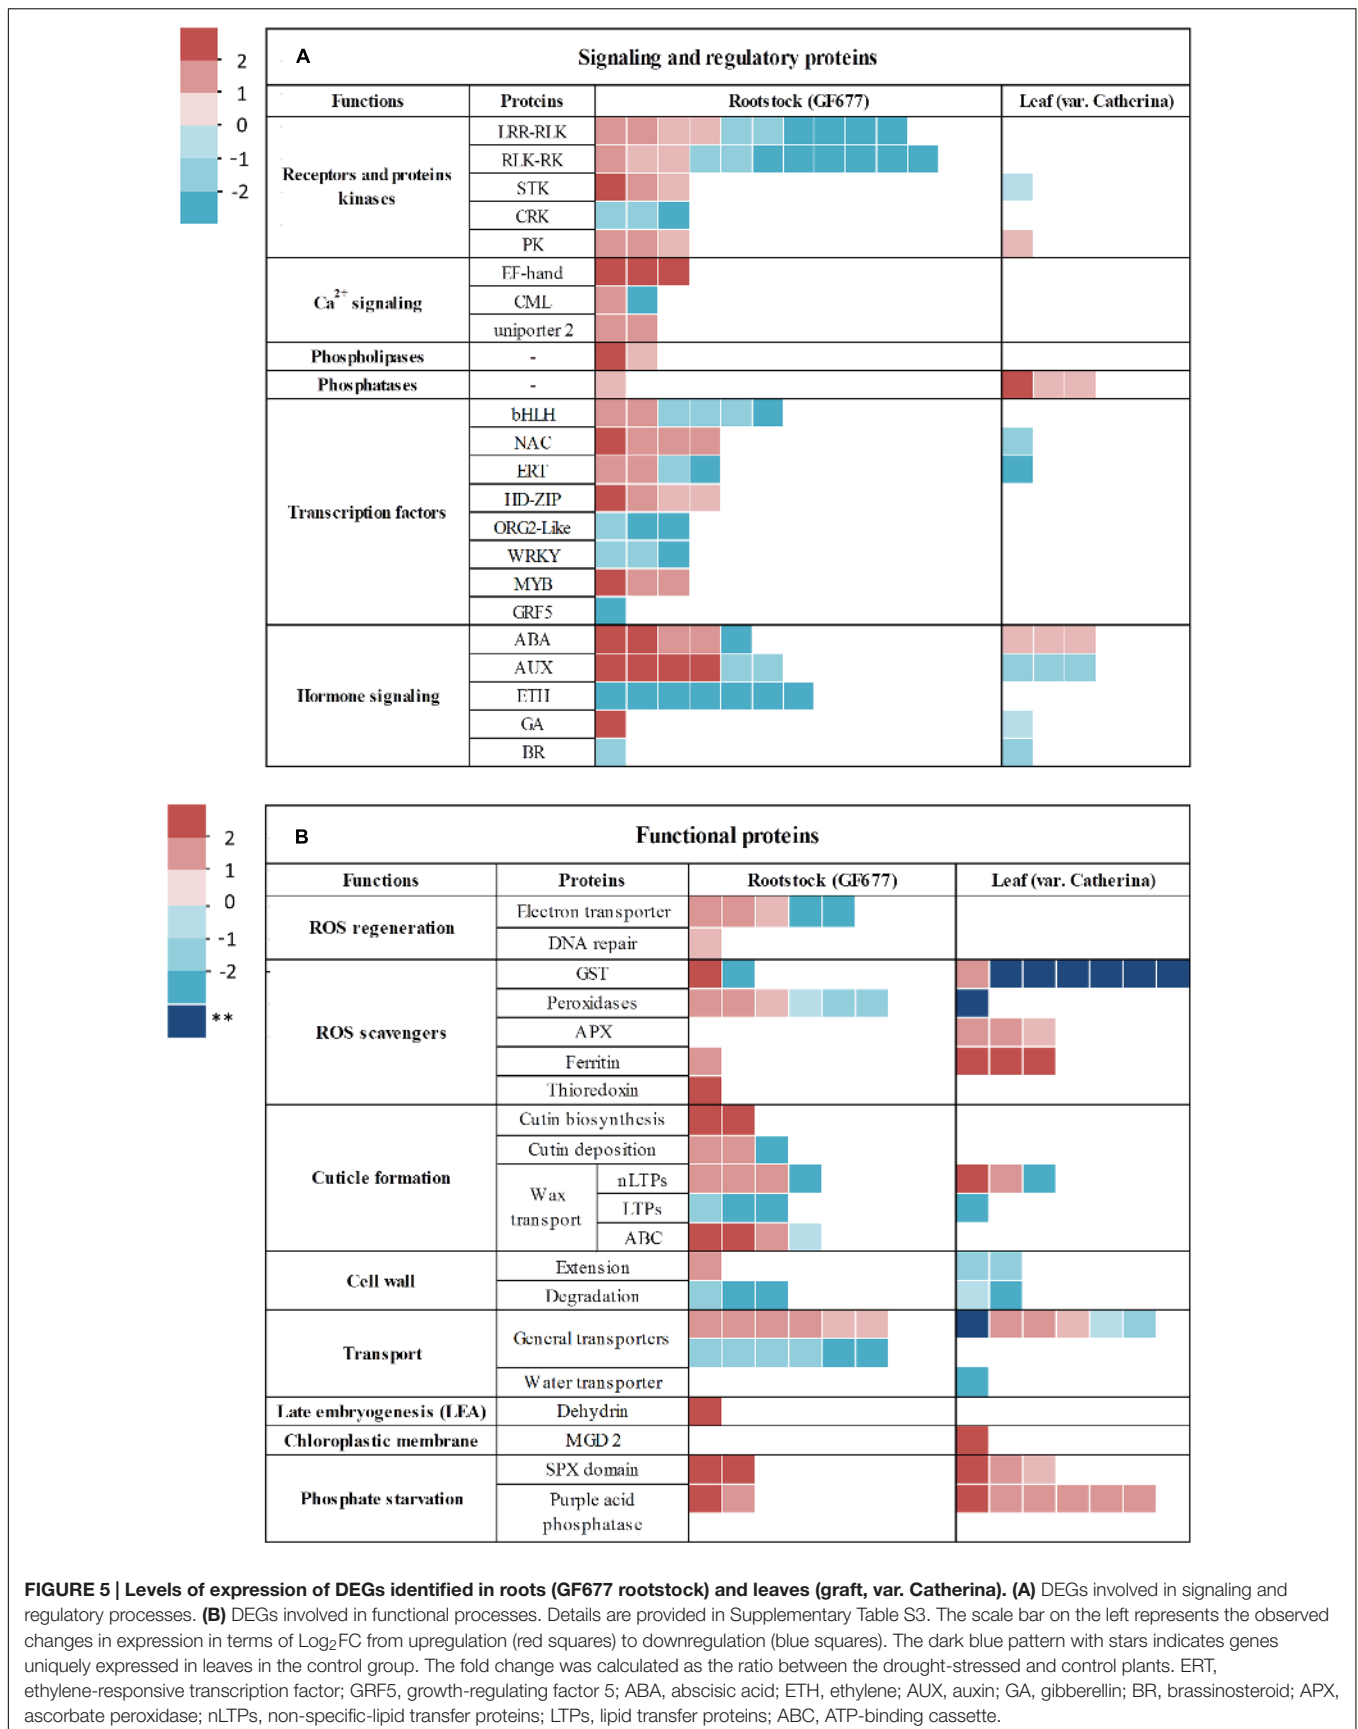 A
Signaling and regulatory proteins
2
1
0
-1
-2
Functions Proteins Rootstock (GF677) Leaf (var. Catherina)
Receptors and proteins
kinases
LRR-RLK
RLK-RK
STK
CRK
PK
Ca2+ signaling
EF-hand
CML
uniporter 2
Phospholipases -
Phosphatases -
Transcription factors
bHLH
NAC
ERT
HD-ZIP
ORG2-Like
WRKY
MYB
GRF5
Hormone signaling
ABA
AUX
ETH
GA
BR
B
Functional proteins
2
1
0
-1
-2
**
Functions Proteins Rootstock (GF677) Leaf (var. Catherina)
ROS regeneration
Electron transporter
DNA repair
ROS scavengers
GST
Peroxidases
APX
Ferritin
Thioredoxin
Cuticle formation
Cutin biosynthesis
Cutin deposition
Wax
transport
nLTPs
LTPs
ABC
Cell wall
Extension
Degradation
Transport
General transporters
Water transporter
Late embryogenesis (LEA) Dehydrin
Chloroplastic membrane MGD 2
Phosphate starvation
SPX domain
Purple acid
phosphatase
FIGURE 5 | Levels of expression of DEGs identified in roots (GF677 rootstock) and leaves (graft, var. Catherina). (A) DEGs involved in signaling and
regulatory processes. (B) DEGs involved in functional processes. Details are provided in Supplementary Table S3. The scale bar on the left represents the observed
changes in expression in terms of Log2FC from upregulation (red squares) to downregulation (blue squares). The dark blue pattern with stars indicates genes
uniquely expressed in leaves in the control group. The fold change was calculated as the ratio between the drought-stressed and control plants. ERT,
ethylene-responsive transcription factor; GRF5, growth-regulating factor 5; ABA, abscisic acid; ETH, ethylene; AUX, auxin; GA, gibberellin; BR, brassinosteroid; APX,
ascorbate peroxidase; nLTPs, non-specific-lipid transfer proteins; LTPs, lipid transfer proteins; ABC, ATP-binding cassette.